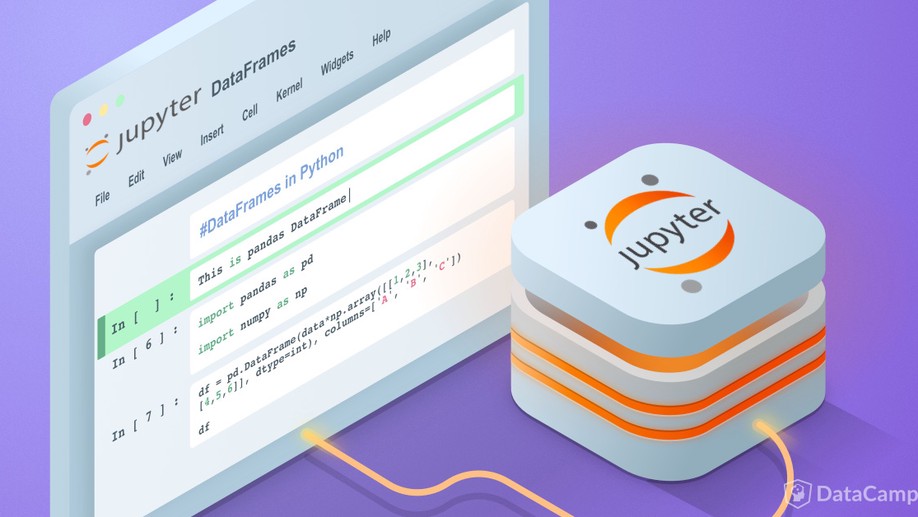 jupyter DataFrames
File Edit View Insert Cell Kernel Widgets Help
#DataFrames in Python
In [ ] : This is pandas DataFrame|
In [ 6 ] : import pandas as pd
import numpy as np
In [ 7 ] : df = pd.DataFrame(data*np.array([[1,2,3],
[4,5,6]], dtype=int), columns=['A', 'B', 'C'])
df
jupyter
DataCamp